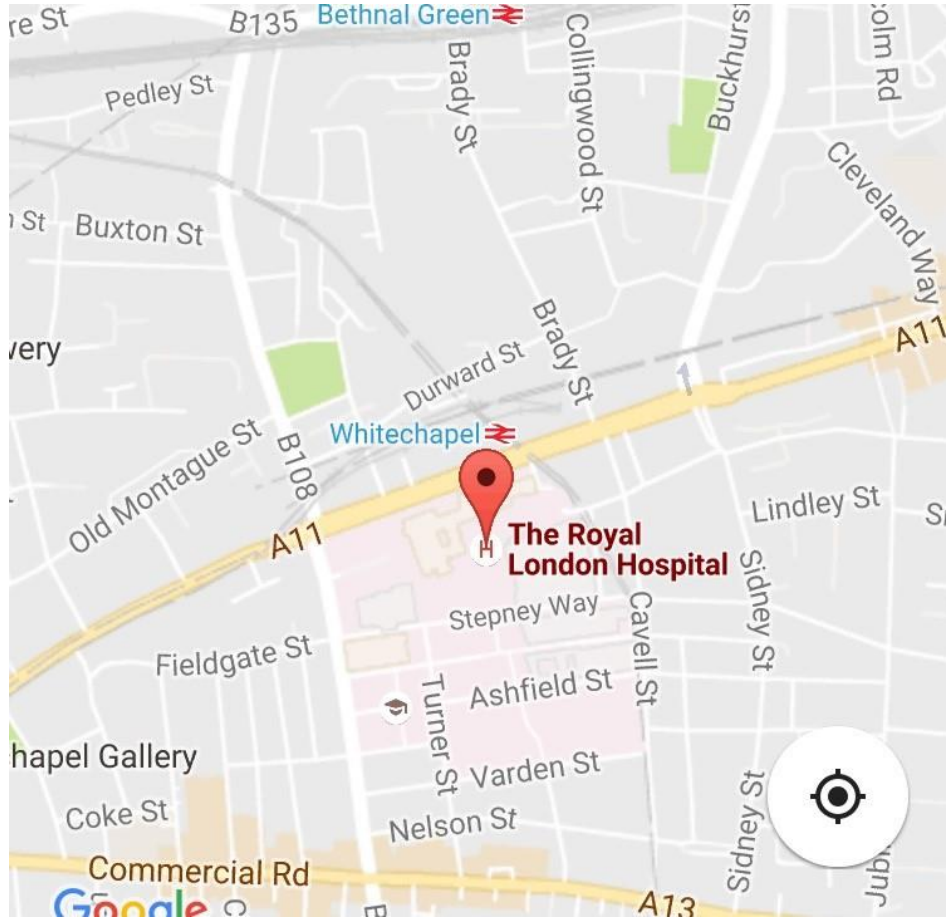 re St
B135
Bethnal Green
Pedley St
Brady St
Collingwood St
Buckhurst
colm Rd
Cleveland Way
n St
Buxton St
very
Durward St
Brady St
A11
Whitechapel
Old Montague St
B108
A11
Lindley St
The Royal
London Hospital
H
Stepney Way
Cavell St
Sidney St
Fieldgate St
Turner St
Ashfield St
hapel Gallery
Varden St
Coke St
Nelson St
Sidney St
Commercial Rd
Google
A13